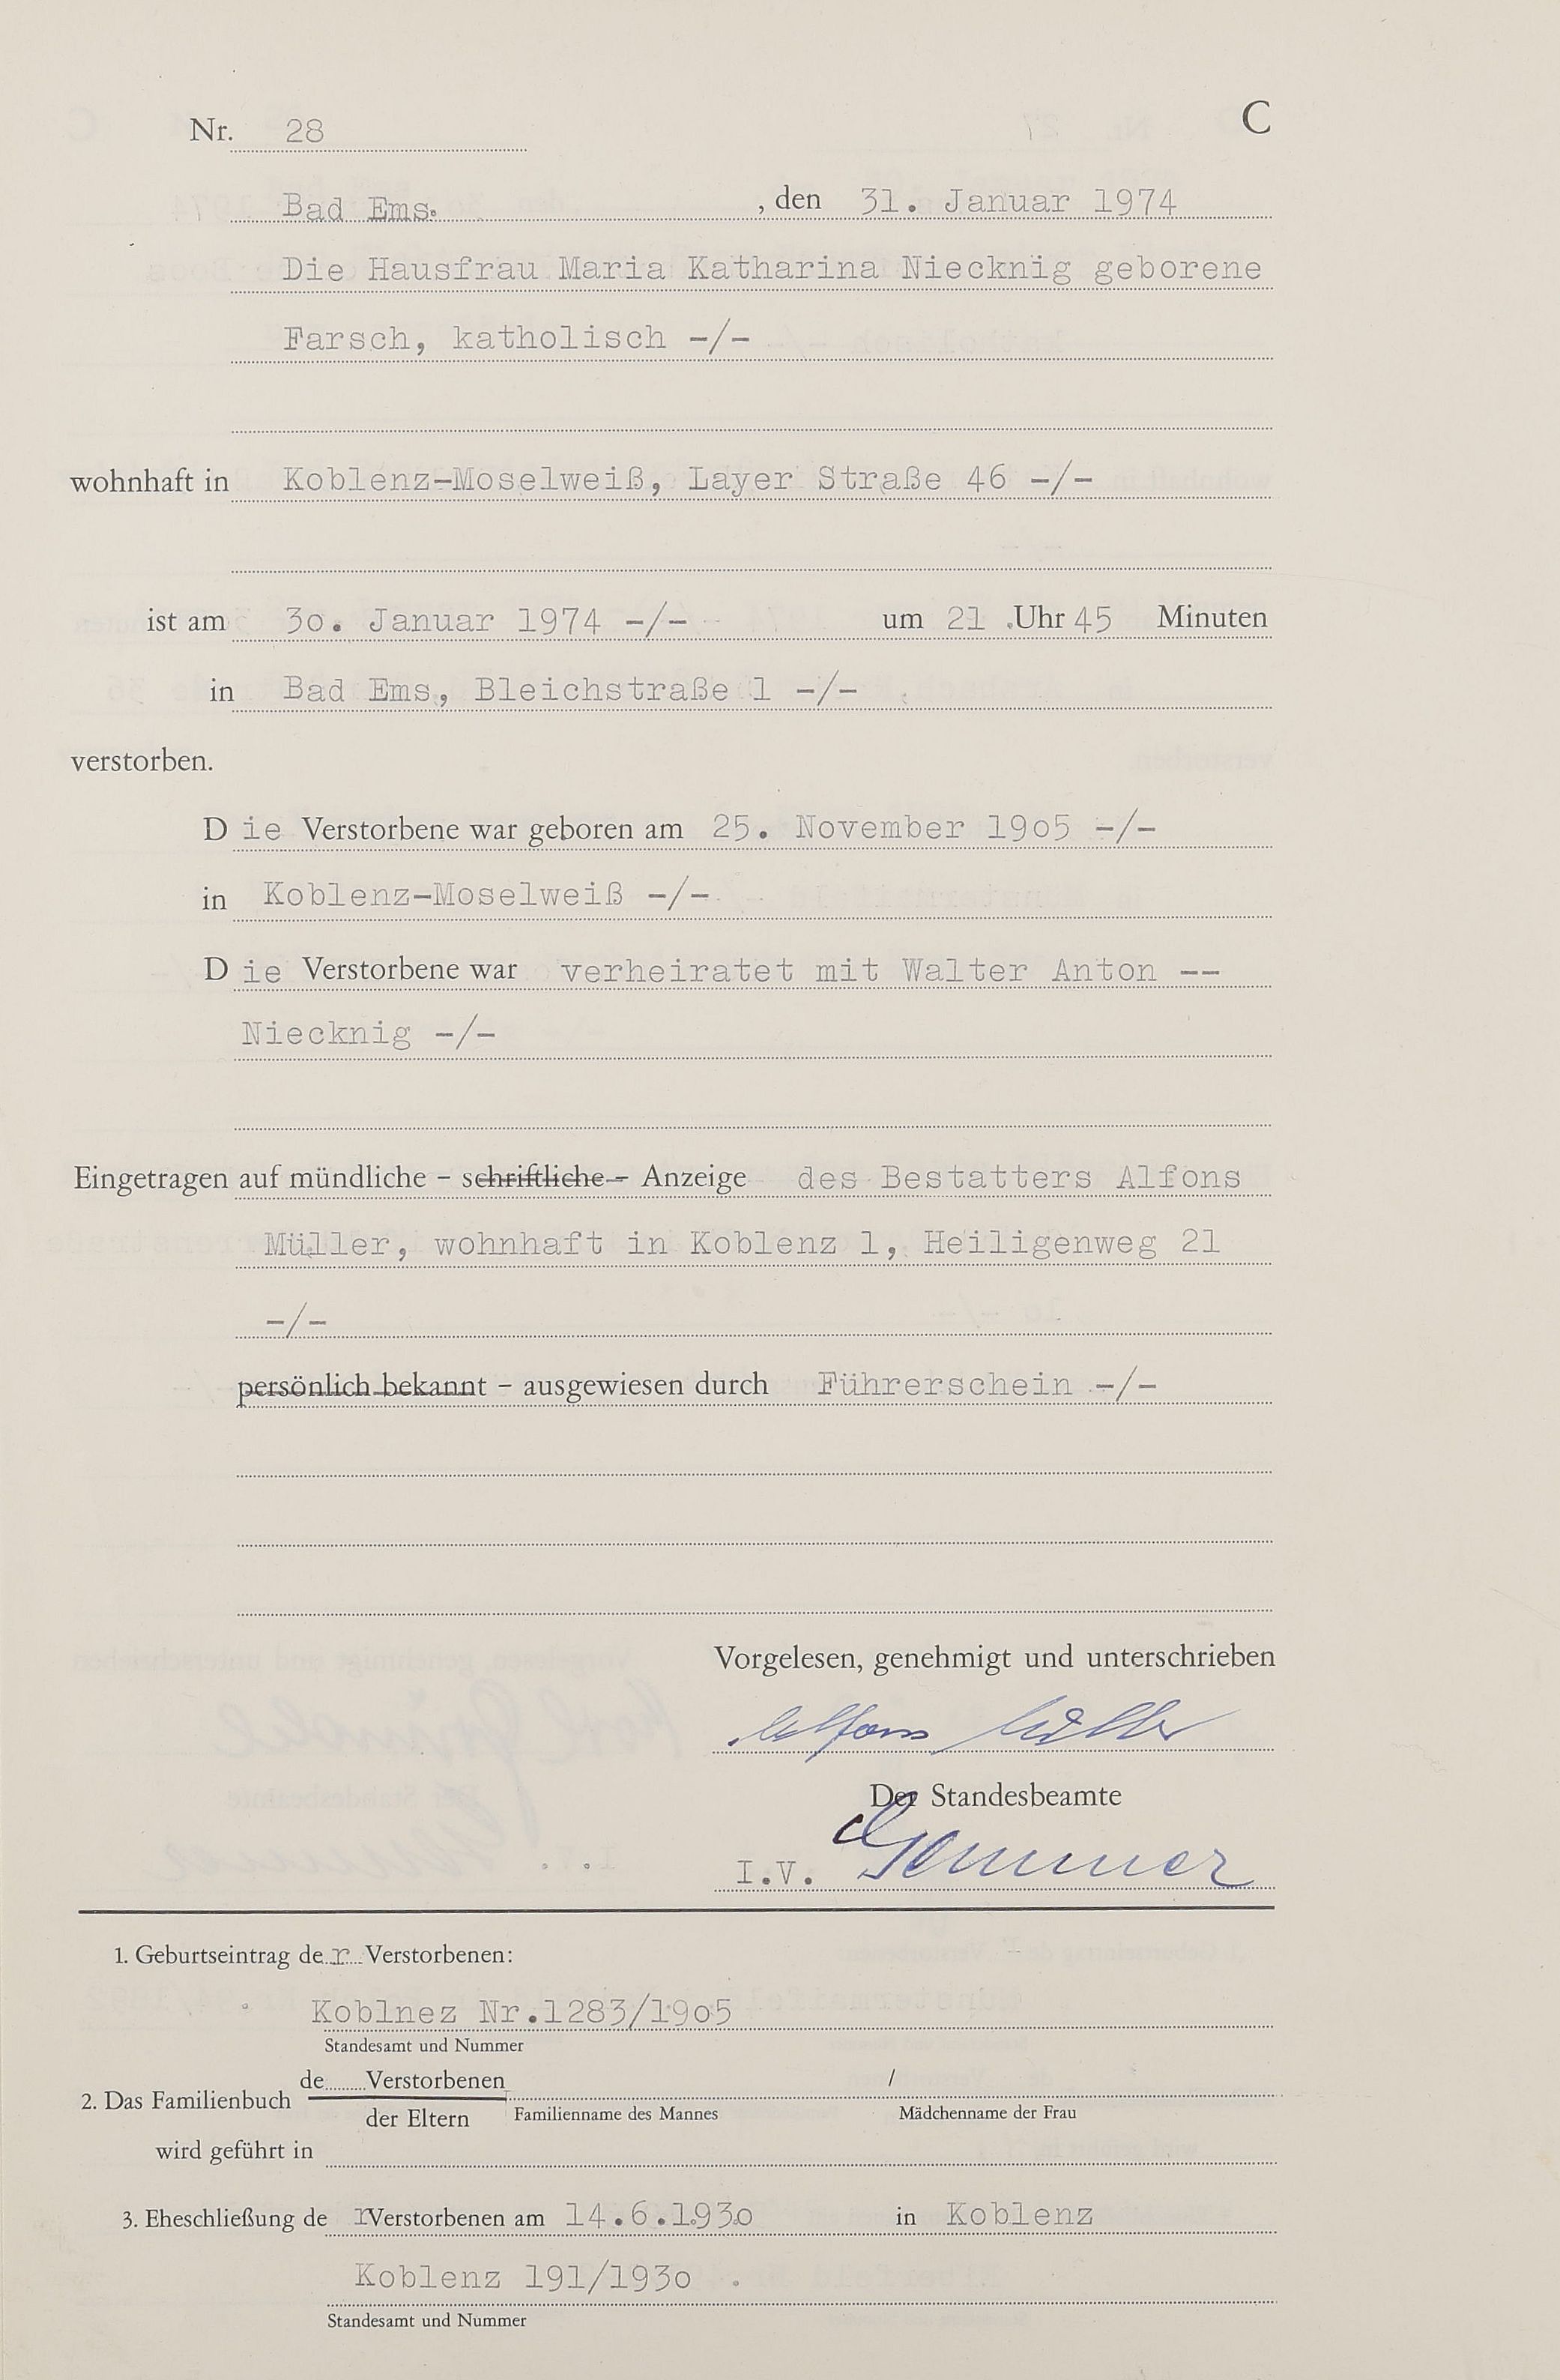 Nr. 28 C
Bad Ems. , den 31. Januar 1974
Die Hausfrau Maria Katharina Niecknig geborene
Farsch, katholisch -/-
wohnhaft in Koblenz-Moselweiß, Layer Straße 46 -/-
ist am 3o. Januar 1974 -/- um 21 Uhr 45 Minuten
in Bad Ems, Bleichstraße 1 -/-
verstorben.
Die Verstorbene war geboren am 25. November 19o5 -/-
in Koblenz-Moselweiß -/-
Die Verstorbene war verheiratet mit Walter Anton --
Niecknig -/-
Eingetragen auf mündliche - schriftliche - Anzeige des Bestatters Alfons
Müller, wohnhaft in Koblenz 1, Heiligenweg 21
-/-
persönlich bekannt - ausgewiesen durch Führerschein -/-
Vorgelesen, genehmigt und unterschrieben
Alfons Müller
Der Standesbeamte
I.V.
1. Geburtseintrag der Verstorbenen:
Koblnez Nr.1283/19o5
Standesamt und Nummer
de Verstorbenen /
2. Das Familienbuch
der Eltern Familienname des Mannes Mädchenname der Frau
wird geführt in
3. Eheschließung der Verstorbenen am 14.6.193o in Koblenz
Koblenz 191/193o
Standesamt und Nummer